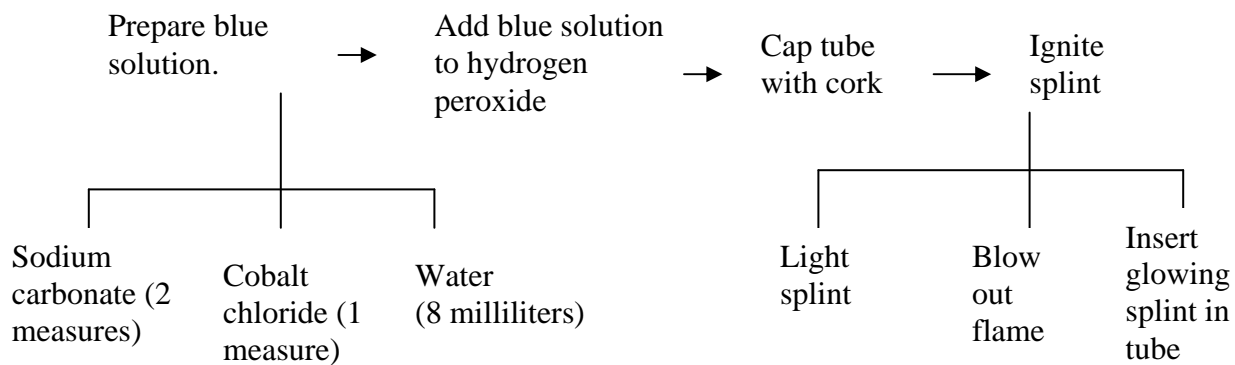 Prepare blue
solution.
Add blue solution
to hydrogen
peroxide
Cap tube
with cork
Ignite
splint
Sodium
carbonate (2
measures)
Cobalt
chloride (1
measure)
Water
(8 milliliters)
Light
splint
Blow
out
flame
Insert
glowing
splint in
tube